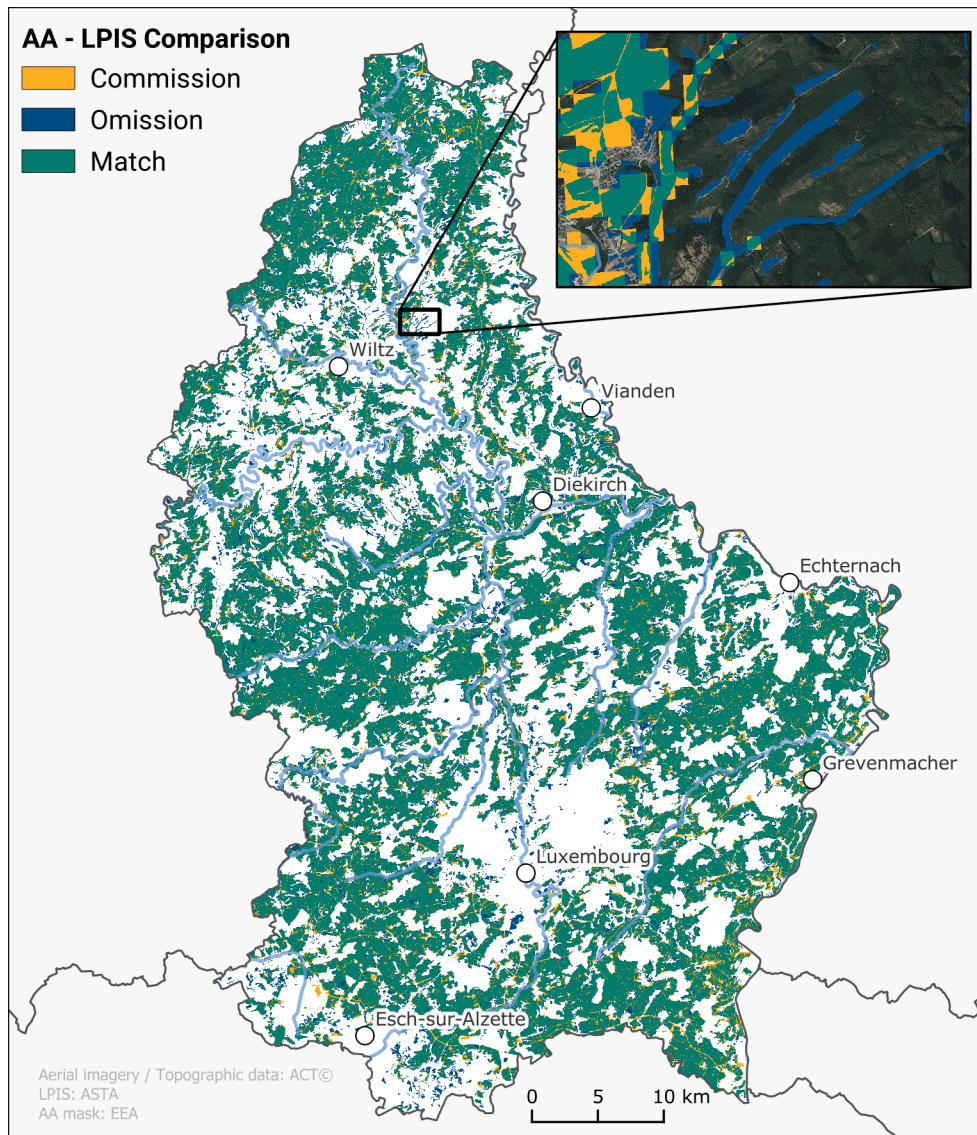 AA - LPIS Comparison
Commission
Omission
Match
Wiltz
Vianden
Diekirch
Echternach
Grevenmacher
Luxembourg
Esch-sur-Alzette
Aerial imagery / Topographic data: ACT©
LPIS: ASTA
AA mask: EEA
0 5 10 km